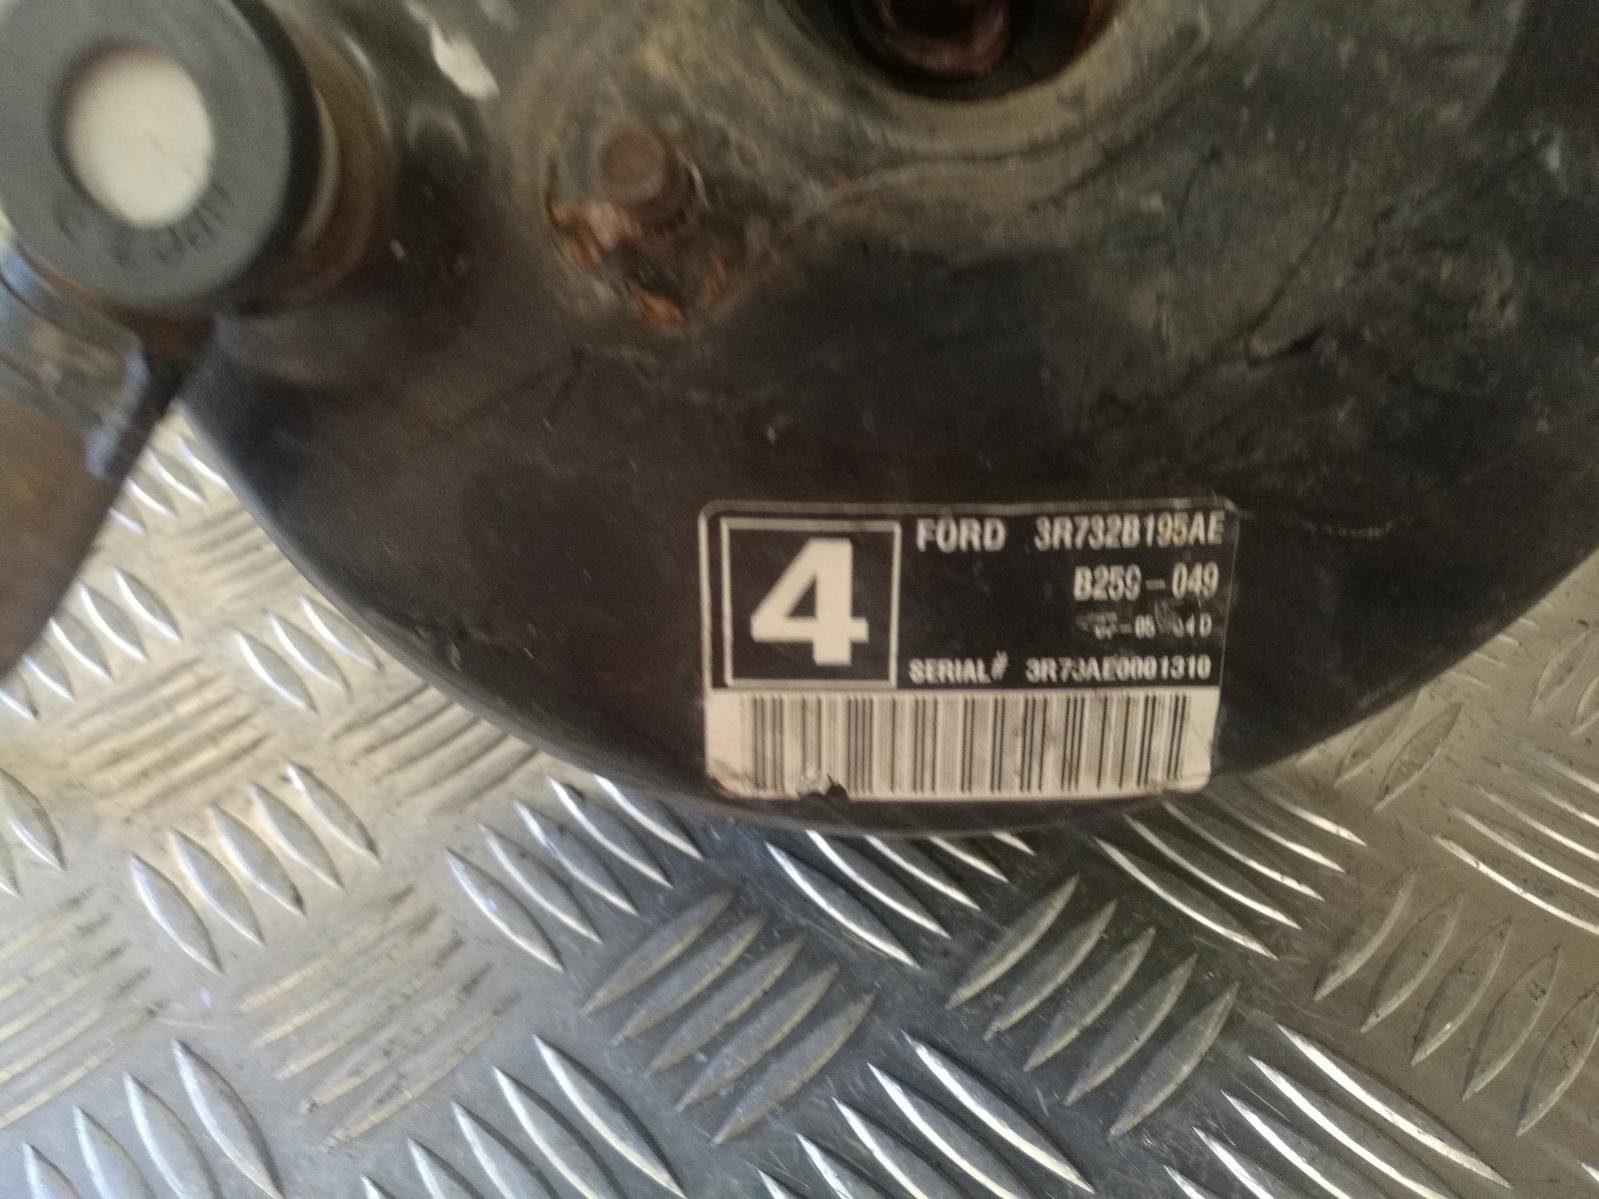 4
FORD 3R732B195AE
B259-049
SERIAL# 3R73AE0001310